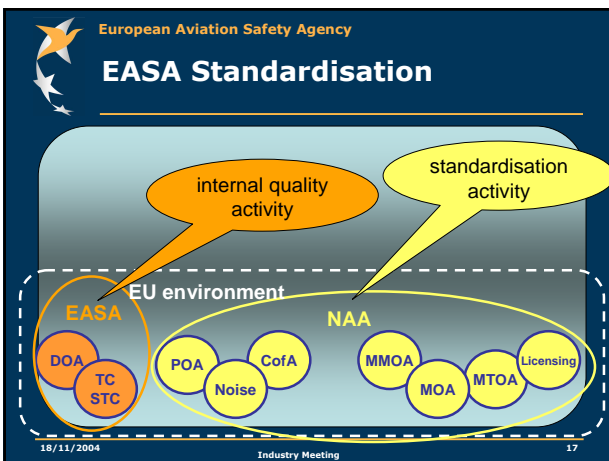 European Aviation Safety Agency
EASA Standardisation
internal quality
activity
standardisation
activity
EU environment
EASA
NAA
DOA
TC
STC
POA
Noise
CofA
MMOA
MOA
MTOA
Licensing
18/11/2004
Industry Meeting
17